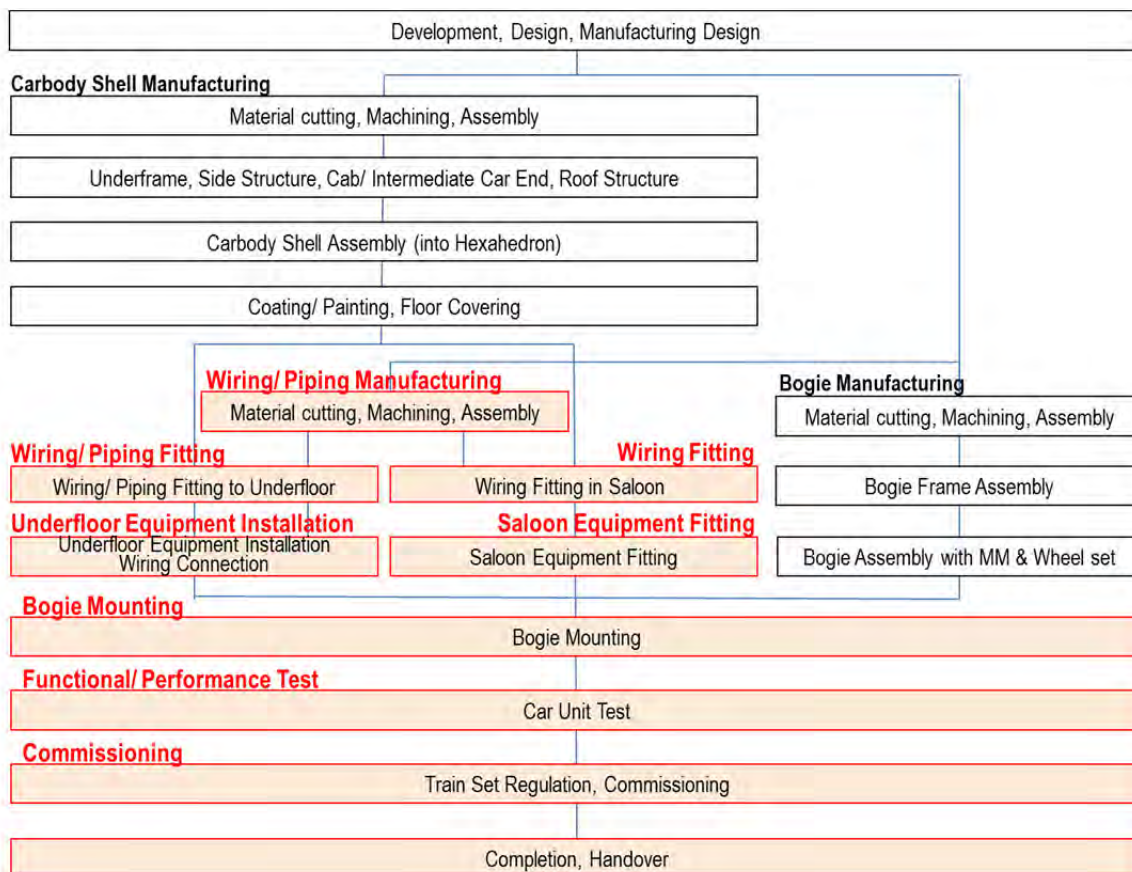 Development, Design, Manufacturing Design
Carbody Shell Manufacturing
Material cutting, Machining, Assembly
Underframe, Side Structure, Cab/ Intermediate Car End, Roof Structure
Carbody Shell Assembly (into Hexahedron)
Coating/ Painting, Floor Covering
Wiring/ Piping Manufacturing
Material cutting, Machining, Assembly
Bogie Manufacturing
Material cutting, Machining, Assembly
Wiring/ Piping Fitting
Wiring/ Piping Fitting to Underfloor
Wiring Fitting
Wiring Fitting in Saloon
Bogie Frame Assembly
Underfloor Equipment Installation
Underfloor Equipment Installation
Wiring Connection
Saloon Equipment Fitting
Saloon Equipment Fitting
Bogie Assembly with MM & Wheel set
Bogie Mounting
Bogie Mounting
Functional/ Performance Test
Car Unit Test
Commissioning
Train Set Regulation, Commissioning
Completion, Handover